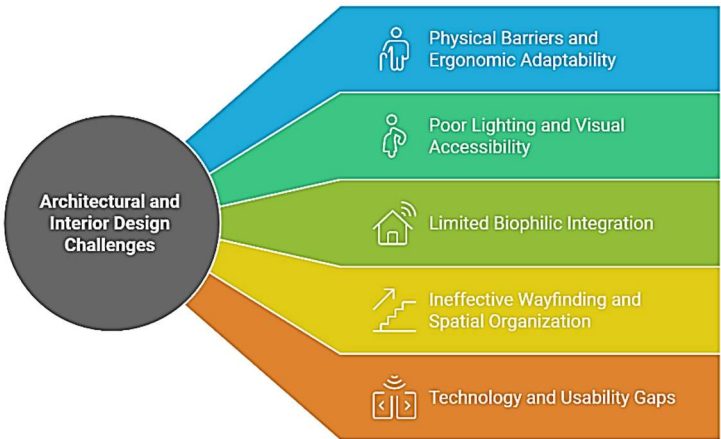 Architectural and
Interior Design
Challenges
Physical Barriers and
Ergonomic Adaptability
Poor Lighting and Visual
Accessibility
Limited Biophilic Integration
Ineffective Wayfinding and
Spatial Organization
Technology and Usability Gaps